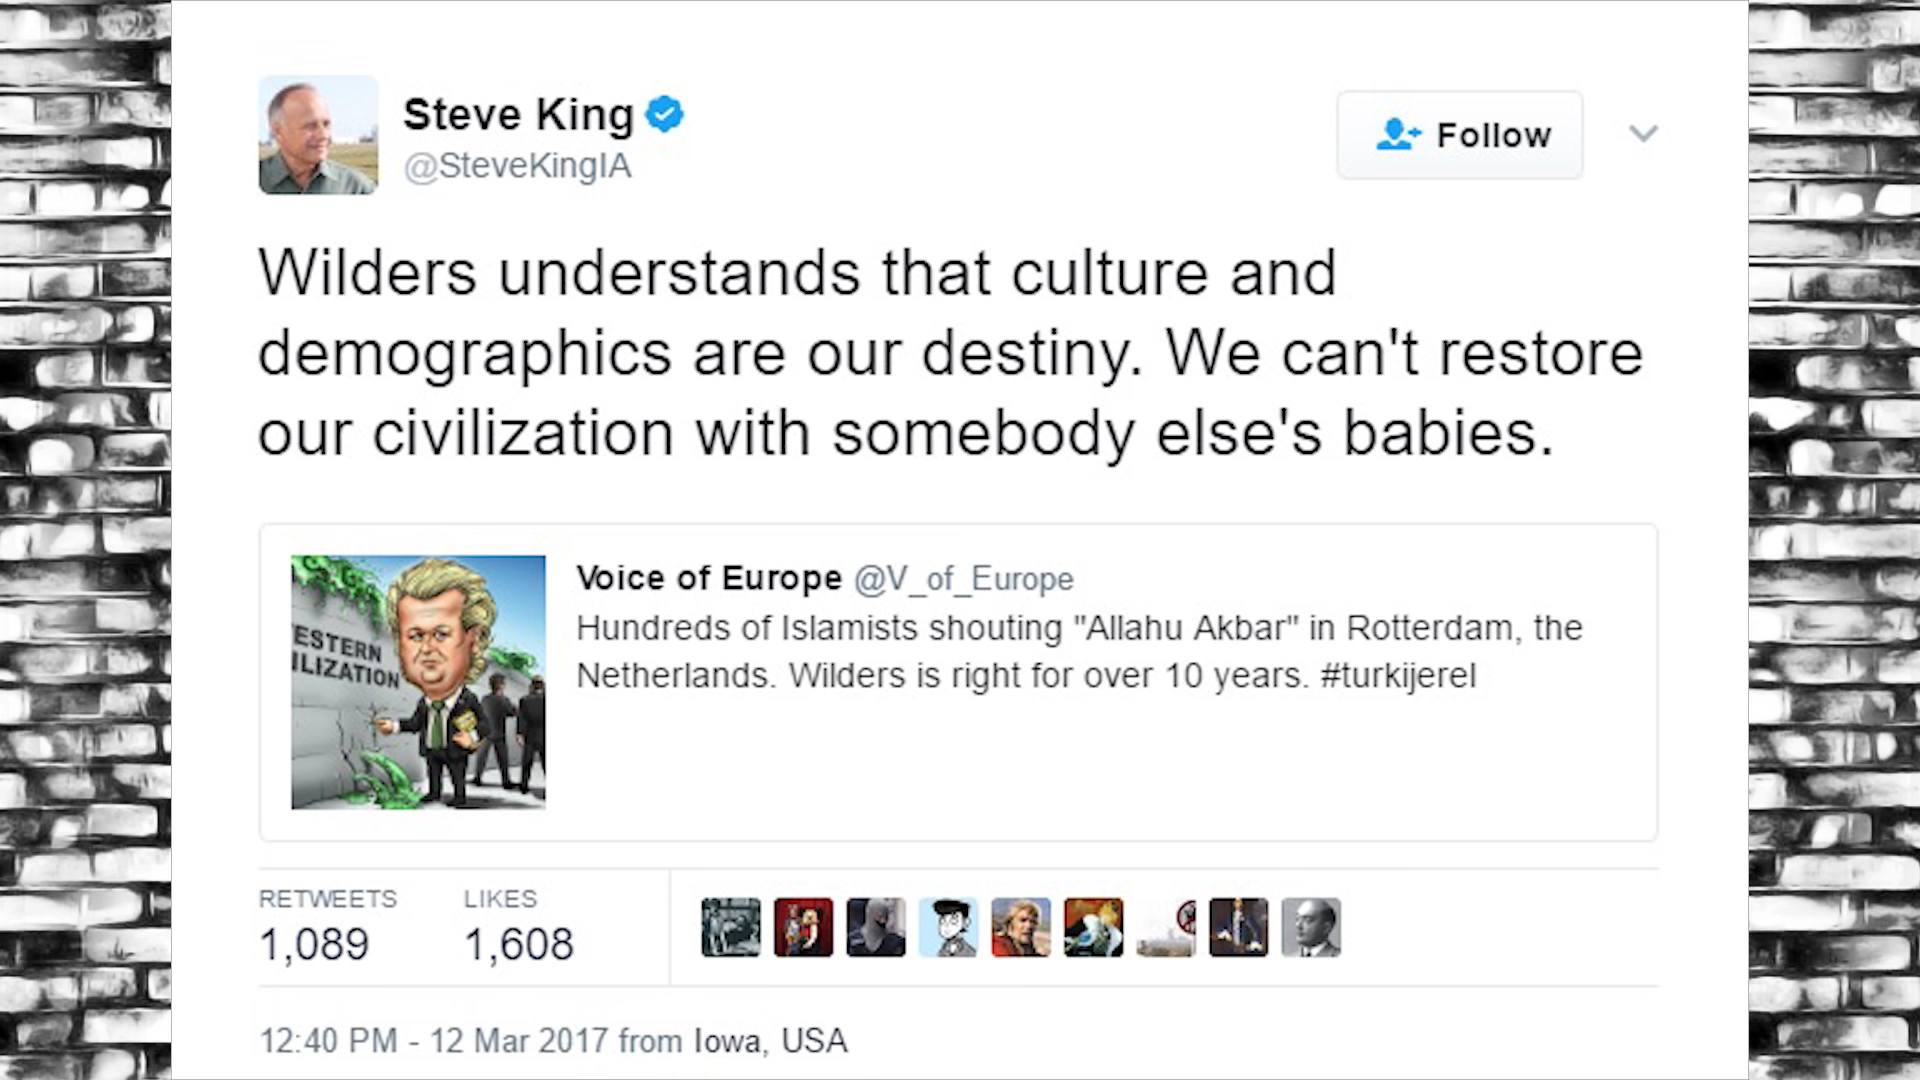 Steve King
@SteveKingIA
Follow
Wilders understands that culture and
demographics are our destiny. We can't restore
our civilization with somebody else's babies.
ESTERN
ILIZATION
Voice of Europe @V_of_Europe
Hundreds of Islamists shouting "Allahu Akbar" in Rotterdam, the
Netherlands. Wilders is right for over 10 years. #turkijerel
RETWEETS LIKES
1,089 1,608
12:40 PM - 12 Mar 2017 from Iowa, USA